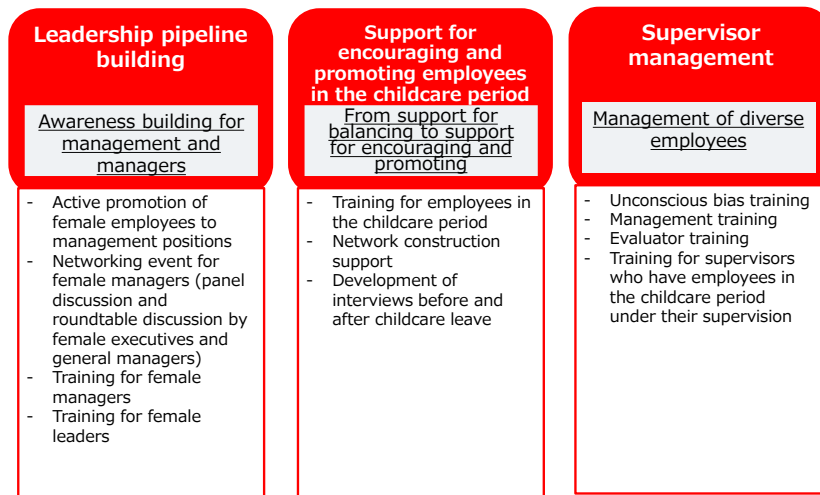 Leadership pipeline
building
Awareness building for
management and
managers
- Active promotion of
female employees to
management positions
- Networking event for
female managers (panel
discussion and
roundtable discussion by
female executives and
general managers)
- Training for female
managers
- Training for female
leaders
Support for
encouraging and
promoting employees
in the childcare period
From support for
balancing to support
for encouraging and
promoting
- Training for employees in
the childcare period
- Network construction
support
- Development of
interviews before and
after childcare leave
Supervisor
management
Management of diverse
employees
- Unconscious bias training
- Management training
- Evaluator training
- Training for supervisors
who have employees in
the childcare period
under their supervision